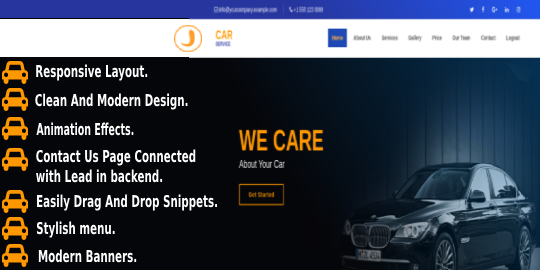 info@yourcompany.example.com +1 555 123 8069
CAR
SERVICE
Home About Us Services Gallery Price Our Team Contact Logout
Responsive Layout.
Clean And Modern Design.
Animation Effects.
Contact Us Page Connected
with Lead in backend.
Easily Drag And Drop Snippets.
Stylish menu.
Modern Banners.
WE CARE
About Your Car
Get Started